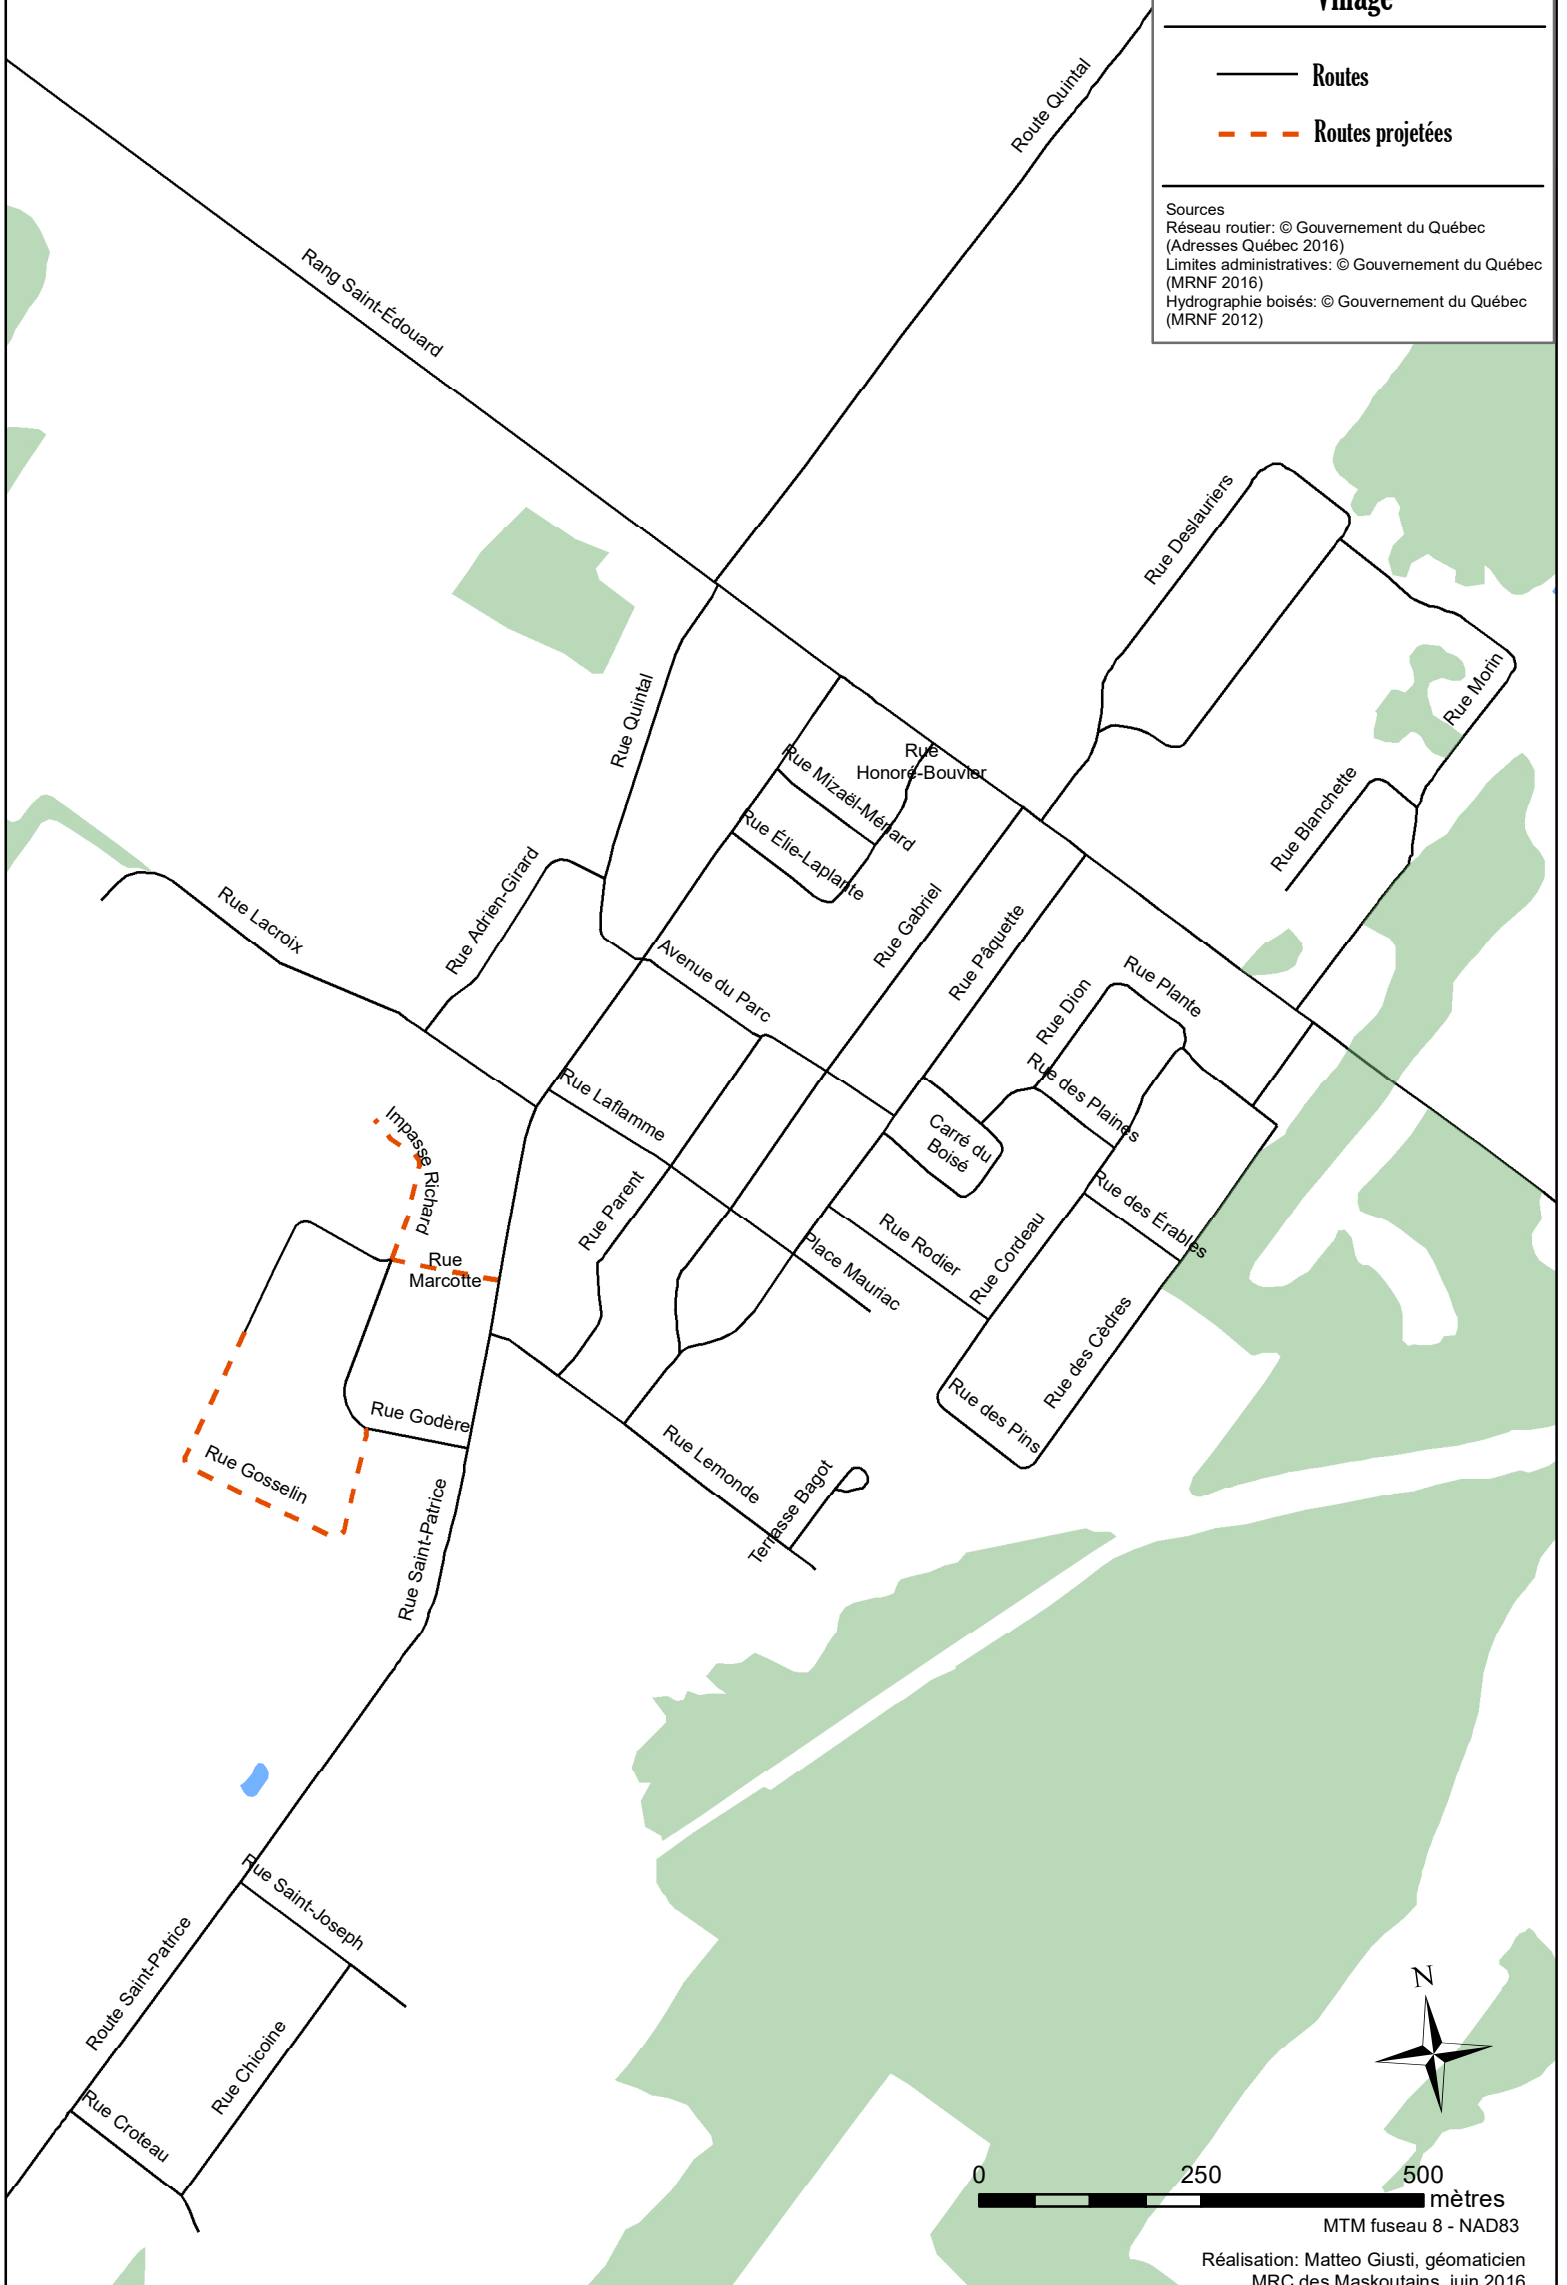 Village
Routes
Routes projetées
Sources
Réseau routier: © Gouvernement du Québec
(Adresses Québec 2016)
Limites administratives: © Gouvernement du Québec
(MRNF 2016)
Hydrographie boisés: © Gouvernement du Québec
(MRNF 2012)
Route Quintal
Rang Saint-Édouard
Rue Deslauriers
Rue Morin
Rue Quintal
Rue
Honoré-Bouvier
Rue Mizaël-Ménard
Rue Élie-Laplante
Rue Blanchette
Rue Adrien-Girard
Rue Lacroix
Rue Gabriel
Rue Pâquette
Avenue du Parc
Rue Plante
Rue Dion
Rue des Plaines
Rue Laflamme
Carré du
Boisé
Impasse Richard
Rue Parent
Rue des Érables
Rue Rodier
Rue Cordeau
Place Mauriac
Rue
Marcotte
Rue des Cèdres
Rue des Pins
Rue Godère
Rue Gosselin
Rue Lemonde
Terrasse Bagot
Rue Saint-Patrice
Rue Saint-Joseph
Route Saint-Patrice
Rue Chicoine
Rue Croteau
N
0 250 500
mètres
MTM fuseau 8 - NAD83
Réalisation: Matteo Giusti, géomaticien
MRC des Maskoutains, juin 2016